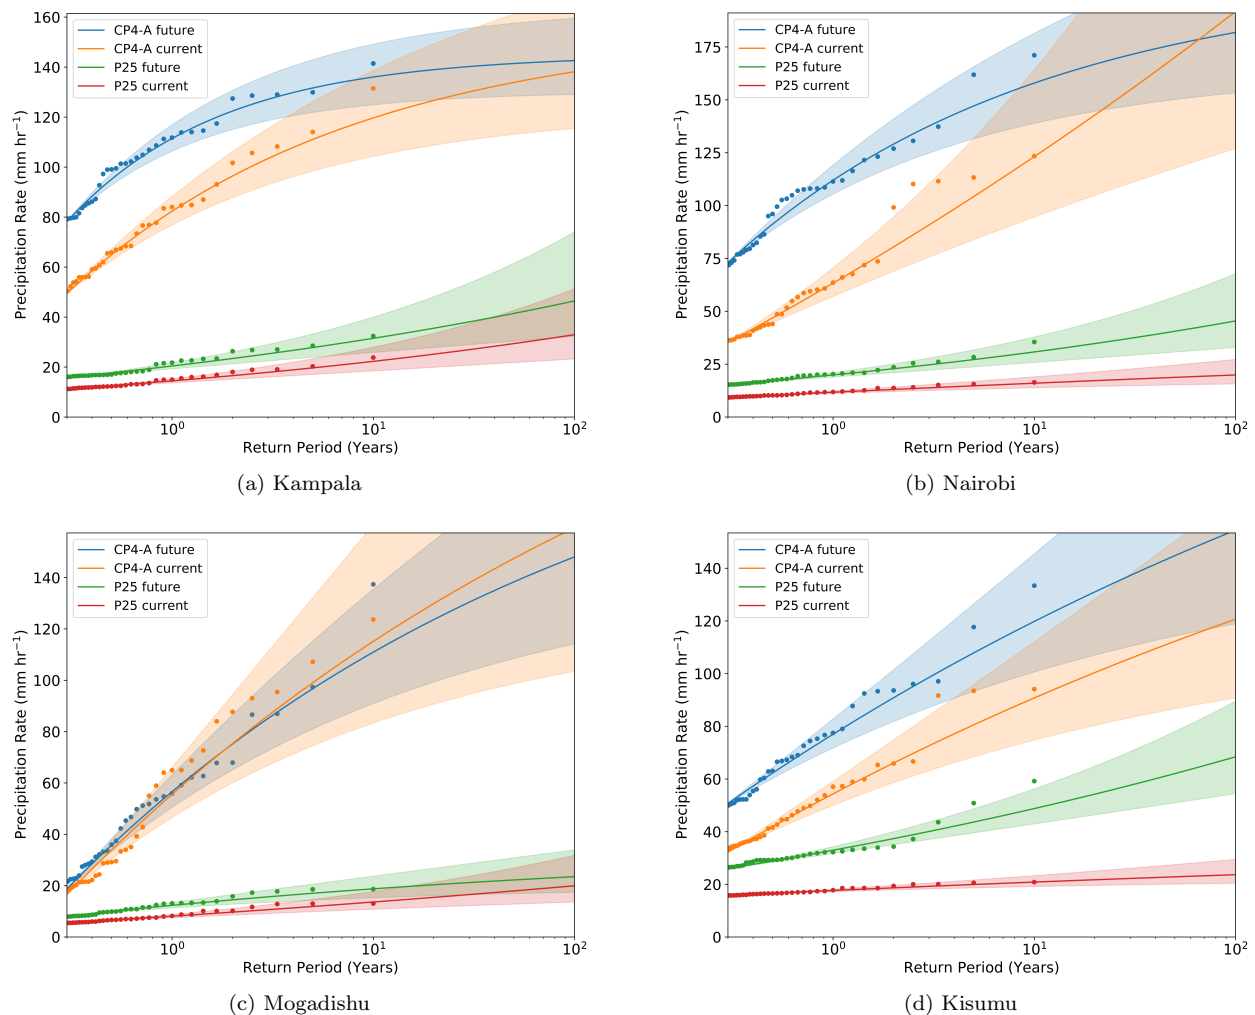 160
140
120
100
80
60
40
20
0
Precipitation Rate (mm hr⁻¹)
CP4-A future
CP4-A current
P25 future
P25 current
10⁰ 10¹ 10²
Return Period (Years)
(a) Kampala
175
150
125
100
75
50
25
0
Precipitation Rate (mm hr⁻¹)
CP4-A future
CP4-A current
P25 future
P25 current
10⁰ 10¹ 10²
Return Period (Years)
(b) Nairobi
140
120
100
80
60
40
20
0
Precipitation Rate (mm hr⁻¹)
CP4-A future
CP4-A current
P25 future
P25 current
10⁰ 10¹ 10²
Return Period (Years)
(c) Mogadishu
140
120
100
80
60
40
20
0
Precipitation Rate (mm hr⁻¹)
CP4-A future
CP4-A current
P25 future
P25 current
10⁰ 10¹ 10²
Return Period (Years)
(d) Kisumu